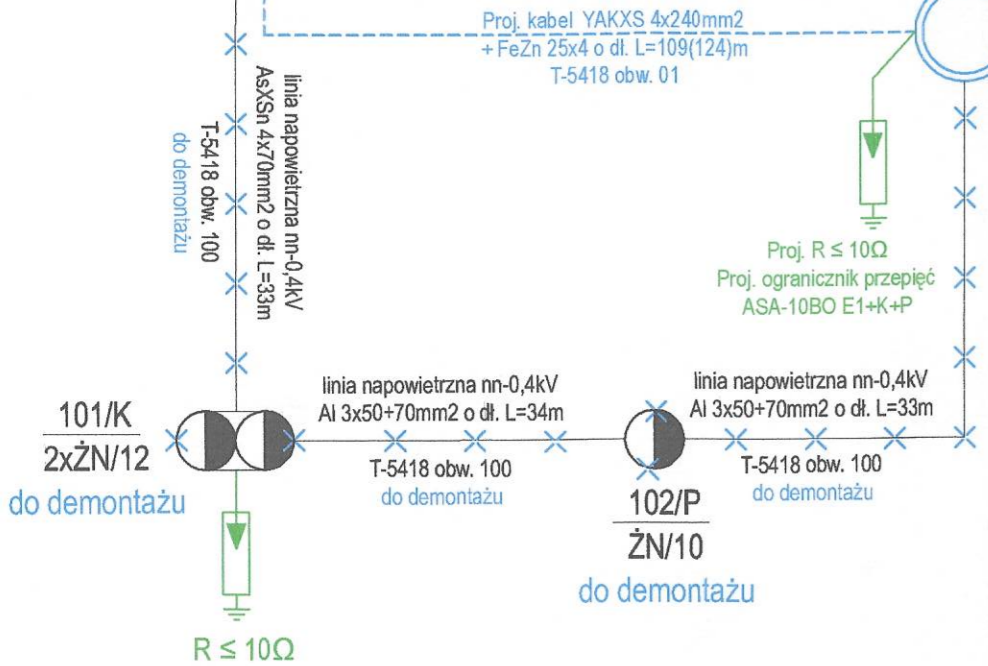 Proj. kabel YAKXS 4x240mm2
+ FeZn 25x4 o dł. L=109(124)m
T-5418 obw. 01
linia napowietrzna nn-0,4kV
AsXSn 4x70mm2 o dł. L=33m
T-5418 obw. 100
do demontażu
Proj. R ≤ 10Ω
Proj. ogranicznik przepięć
ASA-10BO E1+K+P
101/K
2xŻN/12
do demontażu
linia napowietrzna nn-0,4kV
Al 3x50+70mm2 o dł. L=34m
T-5418 obw. 100
do demontażu
linia napowietrzna nn-0,4kV
Al 3x50+70mm2 o dł. L=33m
T-5418 obw. 100
do demontażu
102/P
ŻN/10
do demontażu
R ≤ 10Ω